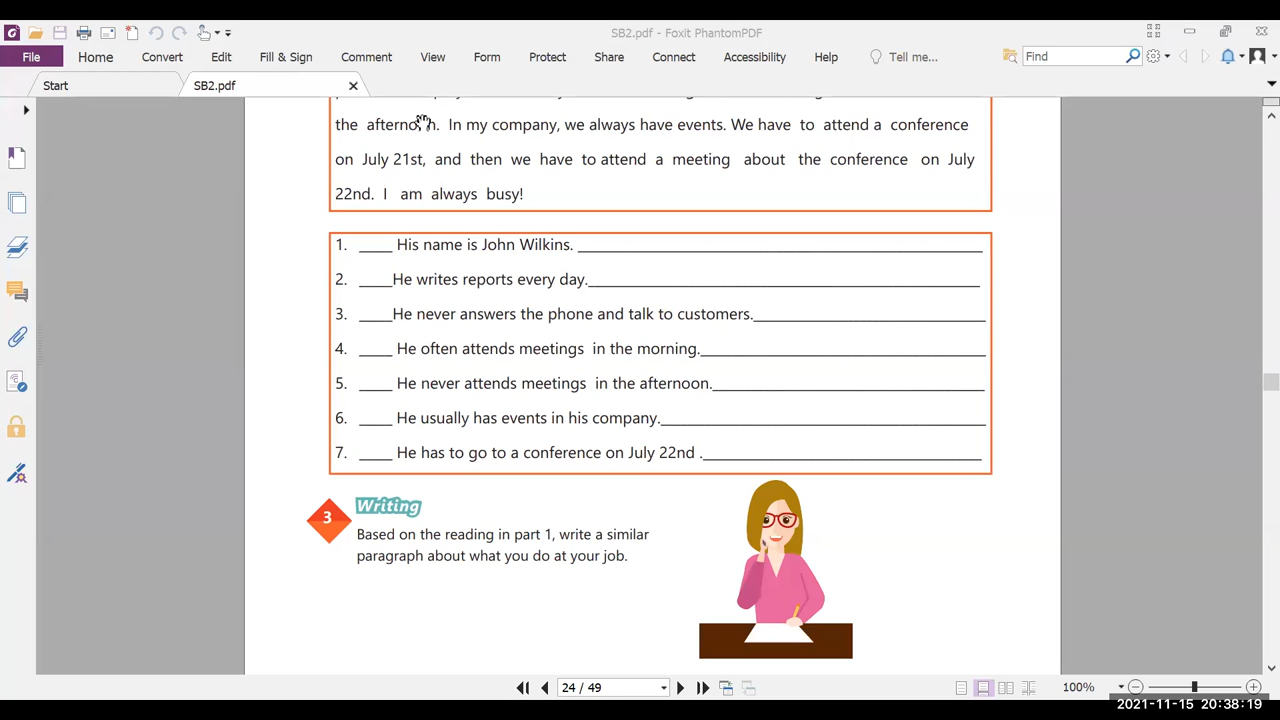 SB2.pdf - Foxit PhantomPDF
File Home Convert Edit Fill & Sign Comment View Form Protect Share Connect Accessibility Help Tell me... Find
Start SB2.pdf
the afternoon. In my company, we always have events. We have to attend a conference
on July 21st, and then we have to attend a meeting about the conference on July
22nd. I am always busy!
1. ____ His name is John Wilkins. ____
2. ____He writes reports every day.____
3. ____He never answers the phone and talk to customers.____
4. ____ He often attends meetings in the morning.____
5. ____ He never attends meetings in the afternoon.____
6. ____ He usually has events in his company.____
7. ____ He has to go to a conference on July 22nd .____
3 Writing
Based on the reading in part 1, write a similar
paragraph about what you do at your job.
24 / 49 100%
2021-11-15 20:38:19